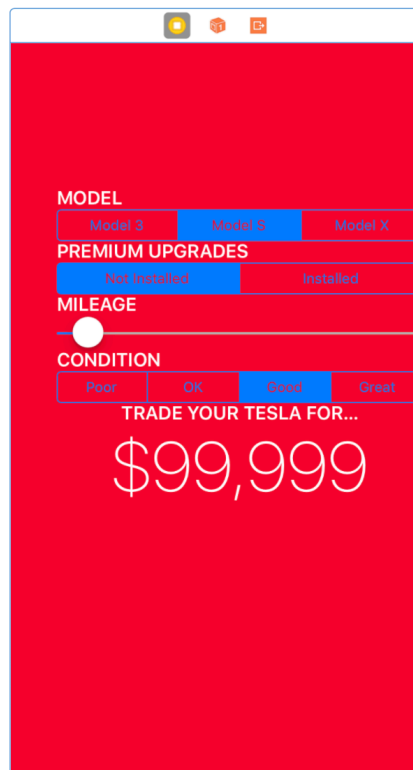 MODEL
Model 3 Model S Model X
PREMIUM UPGRADES
Not Installed Installed
MILEAGE
CONDITION
Poor OK Good Great
TRADE YOUR TESLA FOR...
$99,999